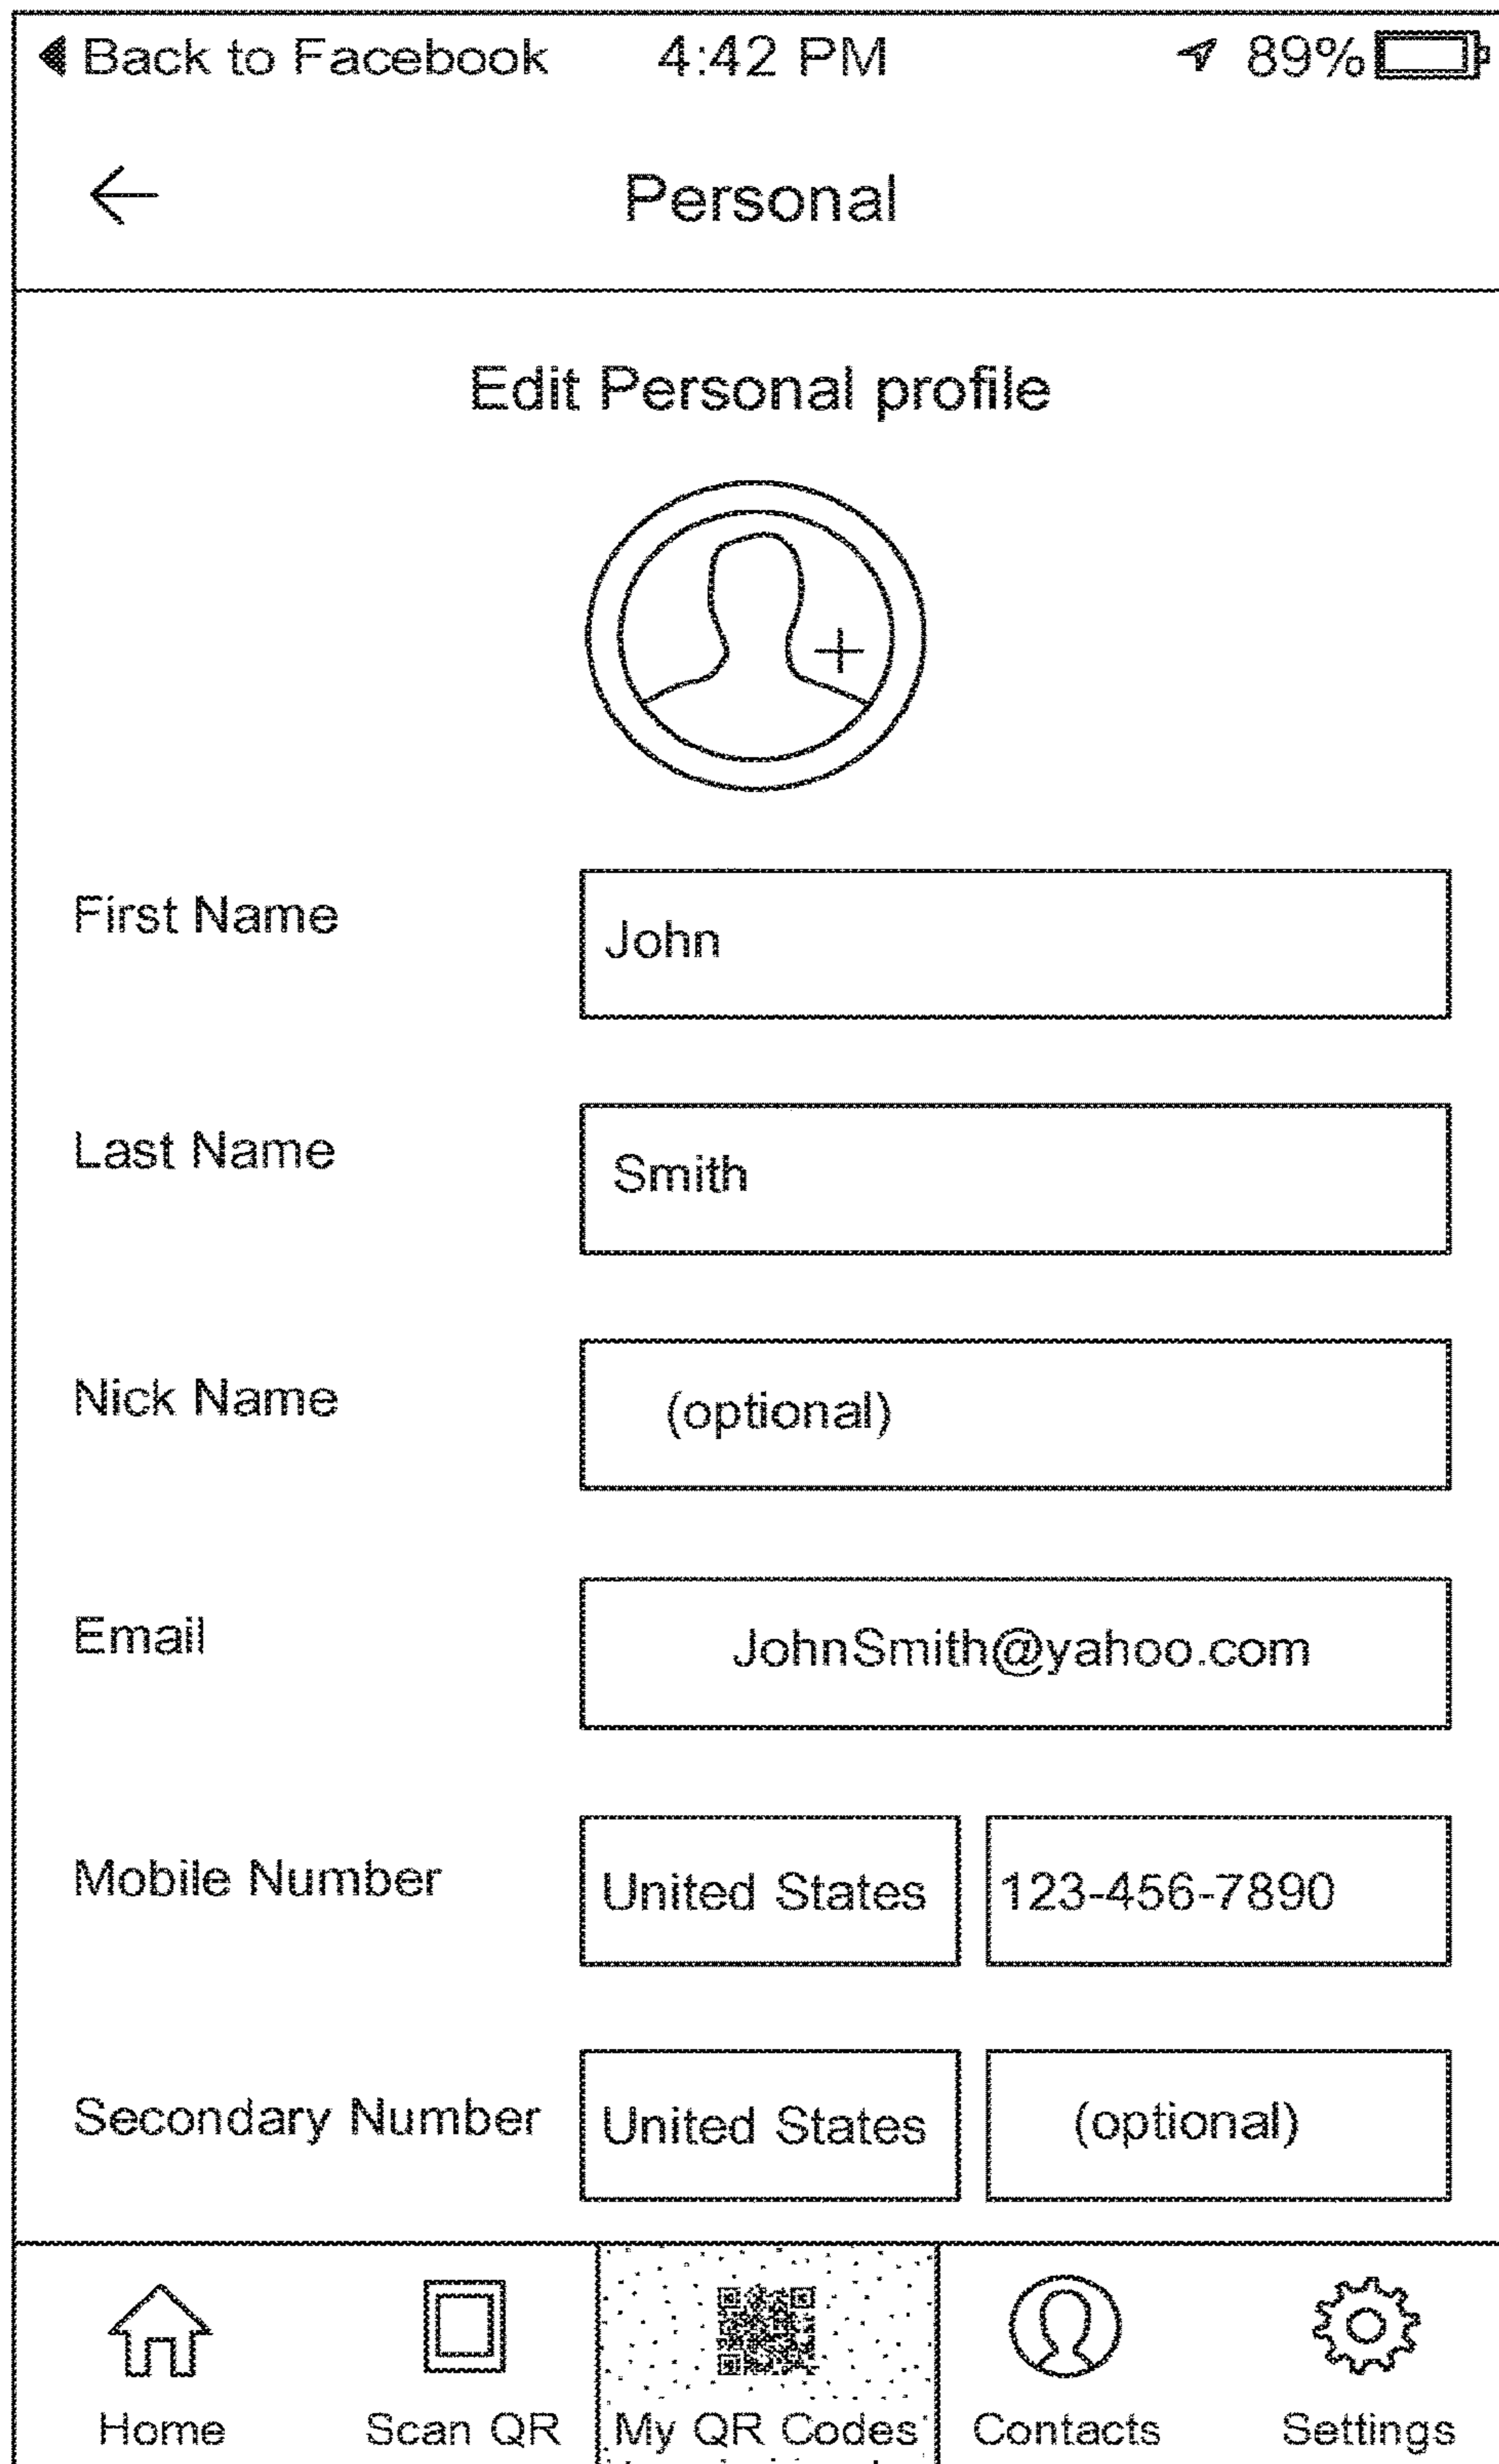 Back to Facebook 4:42 PM 89%
Personal
Edit Personal profile
First Name John
Last Name Smith
Nick Name (optional)
Email JohnSmith@yahoo.com
Mobile Number United States 123-456-7890
Secondary Number United States (optional)
Home Scan QR My QR Codes Contacts Settings